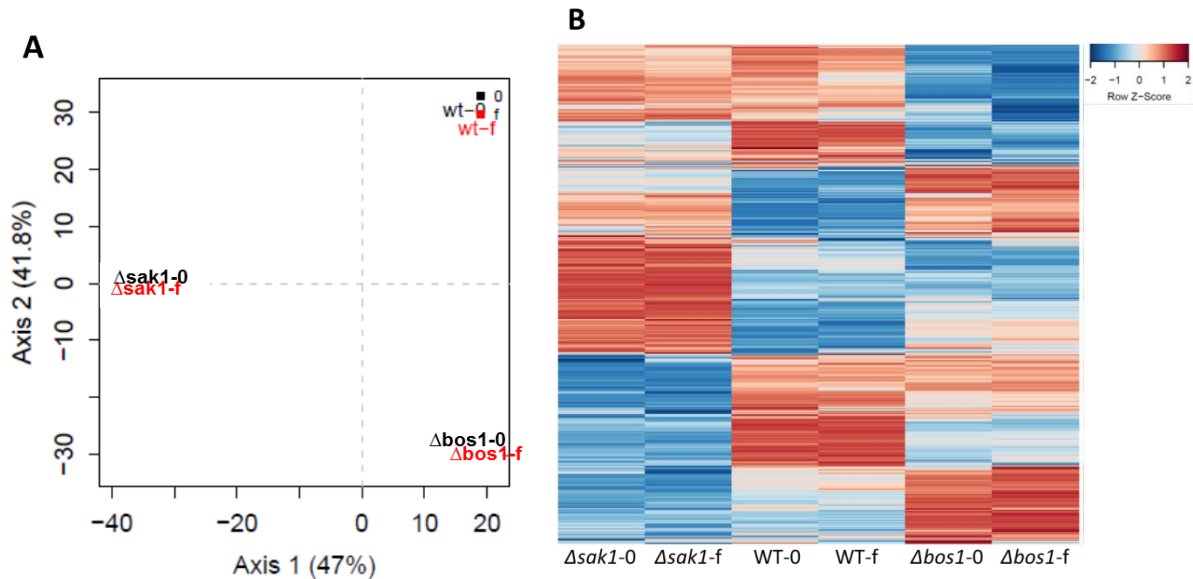 A
B
30
20
10
0
−10
−30
Axis 2 (41.8%)
0
f
wt−0
wt−f
Δsak1-0
Δsak1-f
Δbos1-0
Δbos1-f
−40
−20
0
10
20
Axis 1 (47%)
−2 −1 0 1 2
Row Z−Score
Δsak1-0 Δsak1-f WT-0 WT-f Δbos1-0 Δbos1-f